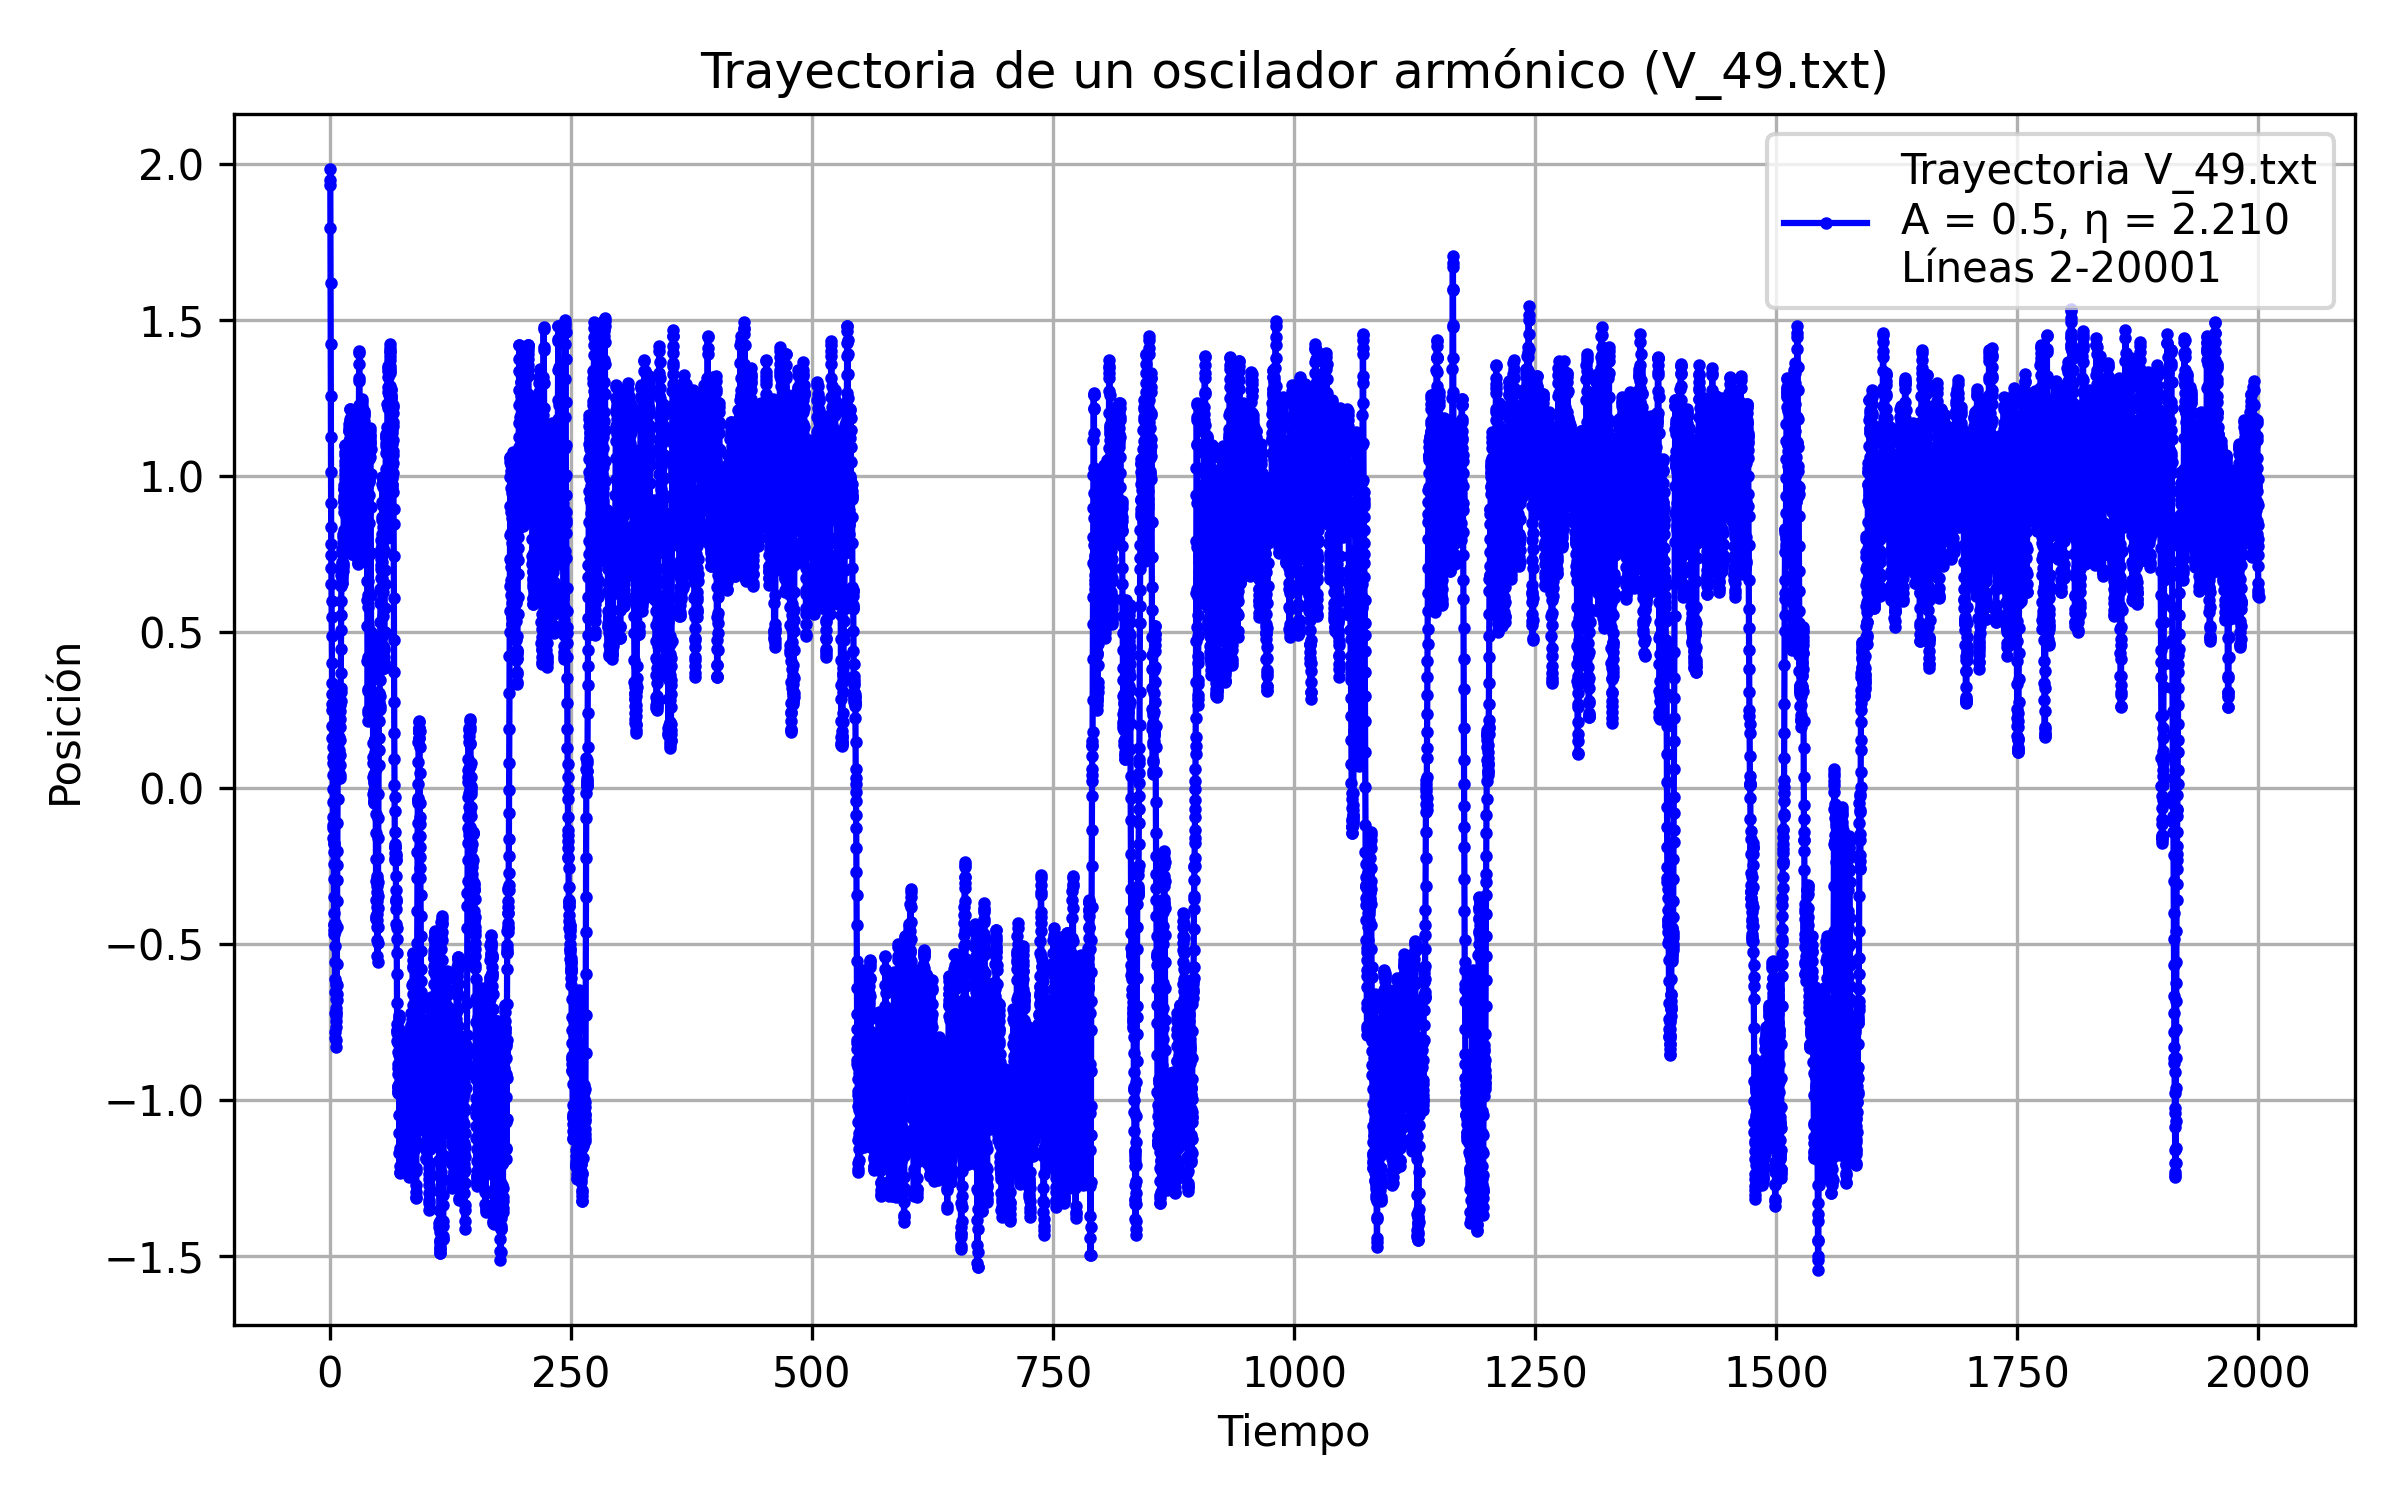 Trayectoria de un oscilador armónico (V_49.txt)
Trayectoria V_49.txt
A = 0.5, η = 2.210
Líneas 2-20001
2.0
1.5
1.0
0.5
0.0
−0.5
−1.0
−1.5
Posición
0
250
500
750
1000
1250
1500
1750
2000
Tiempo